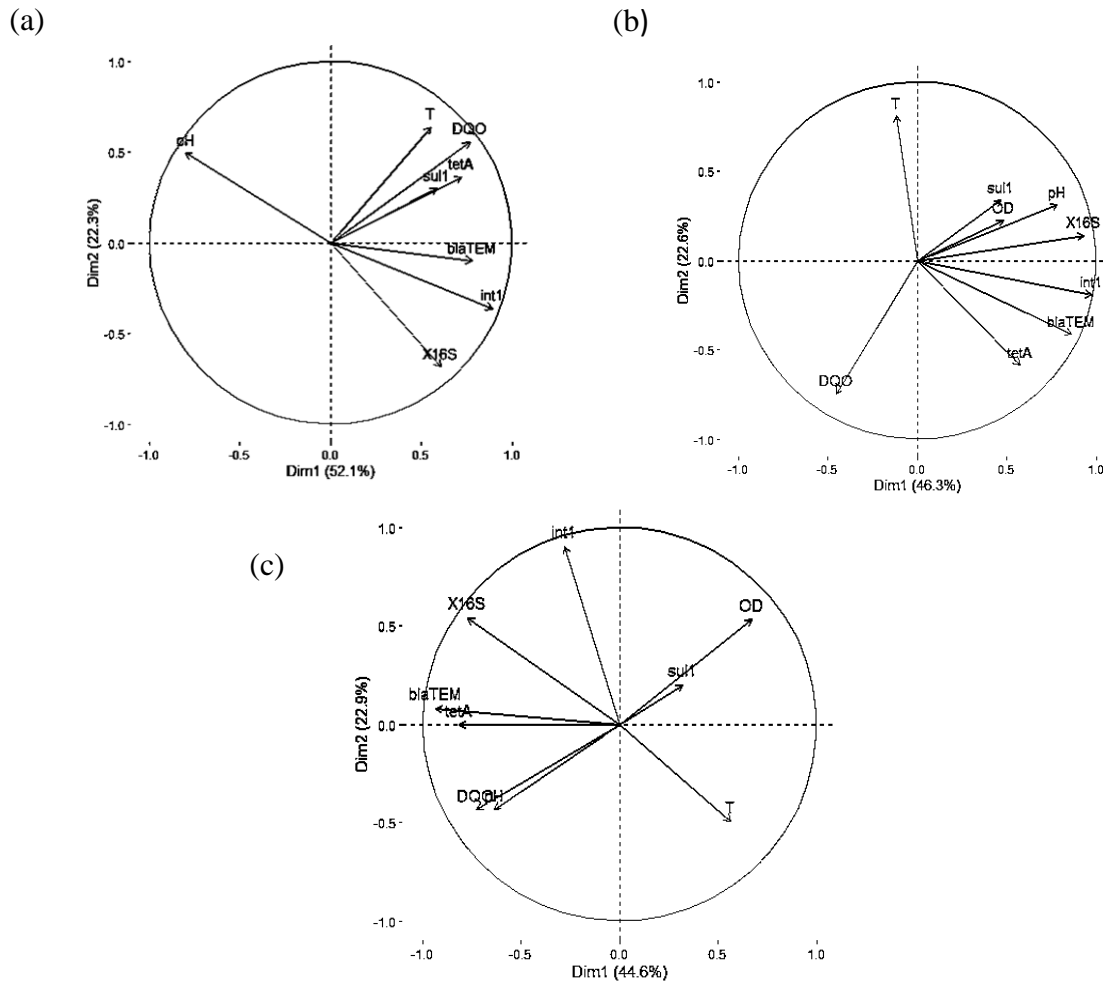 (a)
1.0
T
DQO
pH
0.5
tetA
sul1
Dim2 (22.3%)
0.0
blaTEM
int1
-0.5
X16S
-1.0
-1.0 -0.5 0.0 0.5 1.0
Dim1 (52.1%)
(b)
1.0
T
0.5
sul1
pH
OD
X16S
Dim2 (22.6%)
0.0
int1
blaTEM
-0.5
tetA
DQO
-1.0
-1.0 -0.5 0.0 0.5 1.0
Dim1 (46.3%)
(c)
1.0
int1
X16S
OD
0.5
sul1
blaTEM
tetA
Dim2 (22.9%)
0.0
DQO
pH
T
-0.5
-1.0
-1.0 -0.5 0.0 0.5 1.0
Dim1 (44.6%)